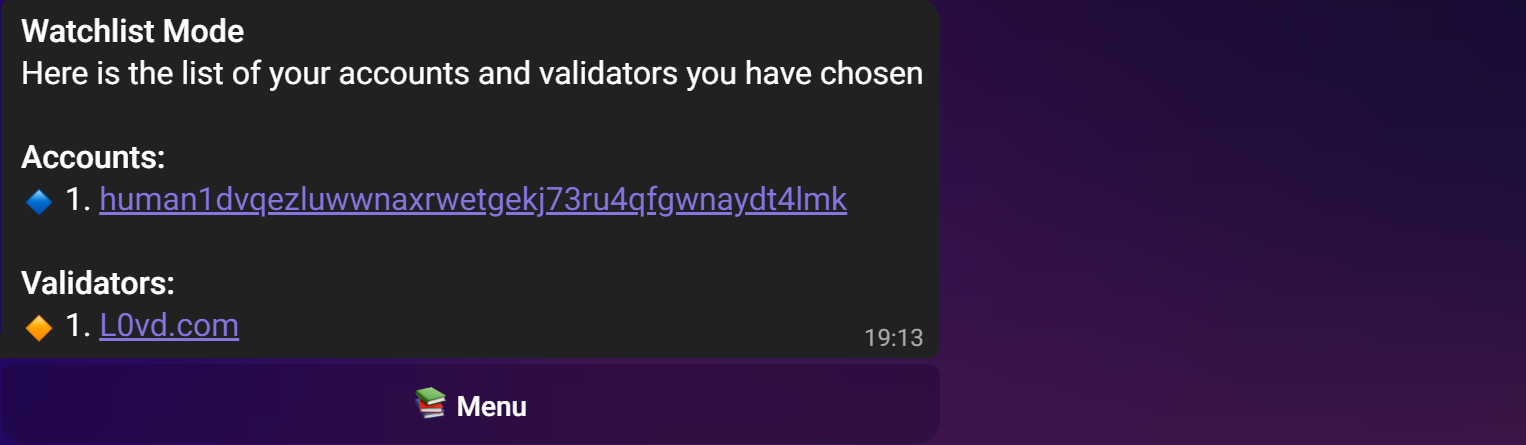 Watchlist Mode
Here is the list of your accounts and validators you have chosen
Accounts:
🔹 1. human1dvqezluwwnaxrwetgekj73ru4qfgwnaydt4lmk
Validators:
🔸 1. L0vd.com
19:13
📚 Menu